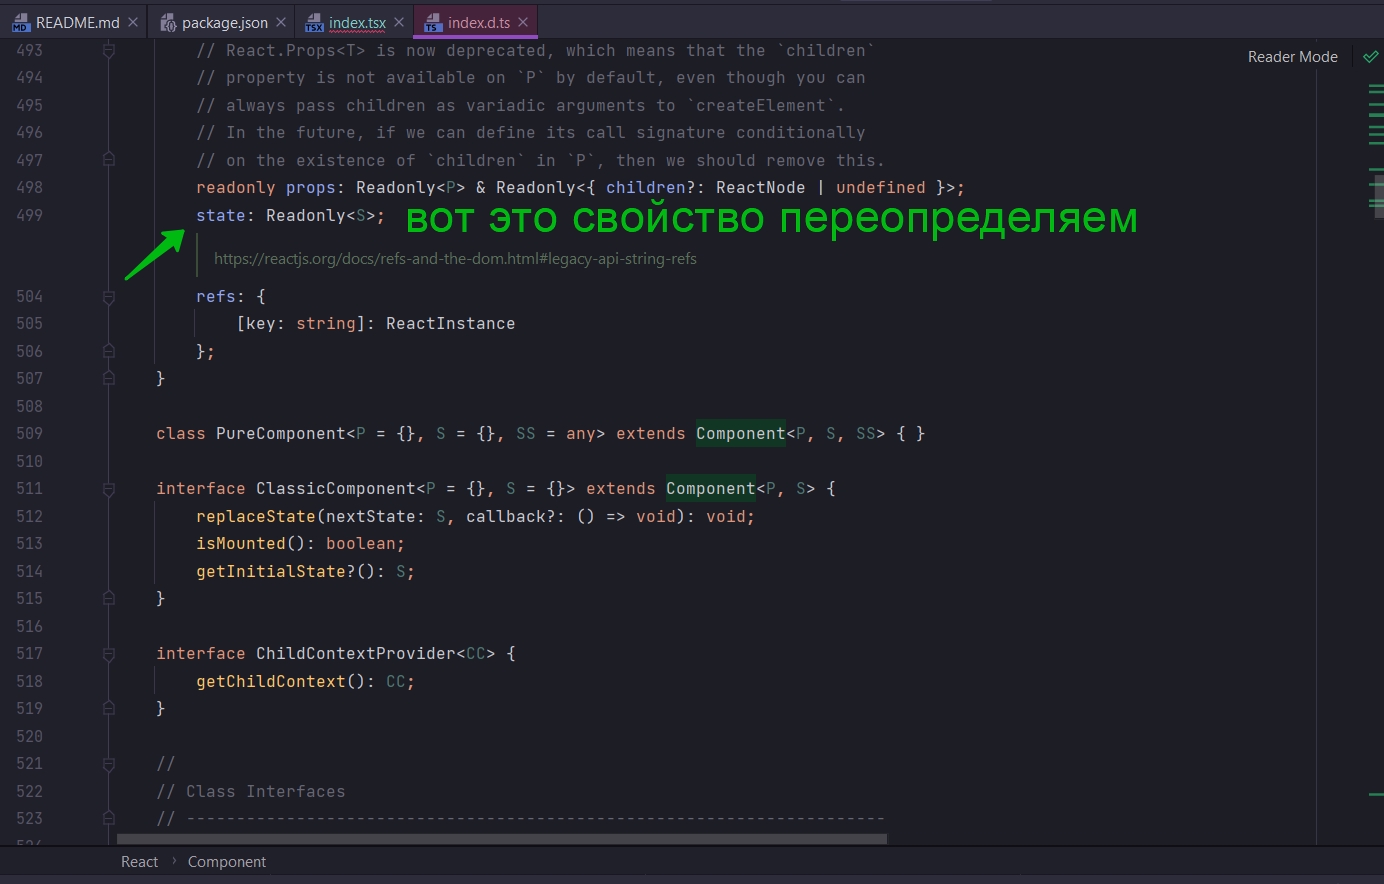 README.md package.json index.tsx index.d.ts
493 // React.Props<T> is now deprecated, which means that the `children`
Reader Mode
494 // property is not available on `P` by default, even though you can
495 // always pass children as variadic arguments to `createElement`.
496 // In the future, if we can define its call signature conditionally
497 // on the existence of `children` in `P`, then we should remove this.
498 readonly props: Readonly<P> & Readonly<{ children?: ReactNode | undefined }>;
499 state: Readonly<S>; вот это свойство переопределяем
https://reactjs.org/docs/refs-and-the-dom.html#legacy-api-string-refs
504 refs: {
505 [key: string]: ReactInstance
506 };
507 }
508
509 class PureComponent<P = {}, S = {}, SS = any> extends Component<P, S, SS> { }
510
511 interface ClassicComponent<P = {}, S = {}> extends Component<P, S> {
512 replaceState(nextState: S, callback?: () => void): void;
513 isMounted(): boolean;
514 getInitialState?(): S;
515 }
516
517 interface ChildContextProvider<CC> {
518 getChildContext(): CC;
519 }
520
521 //
522 // Class Interfaces
523 // ----------------------------------------------------------------------
React › Component